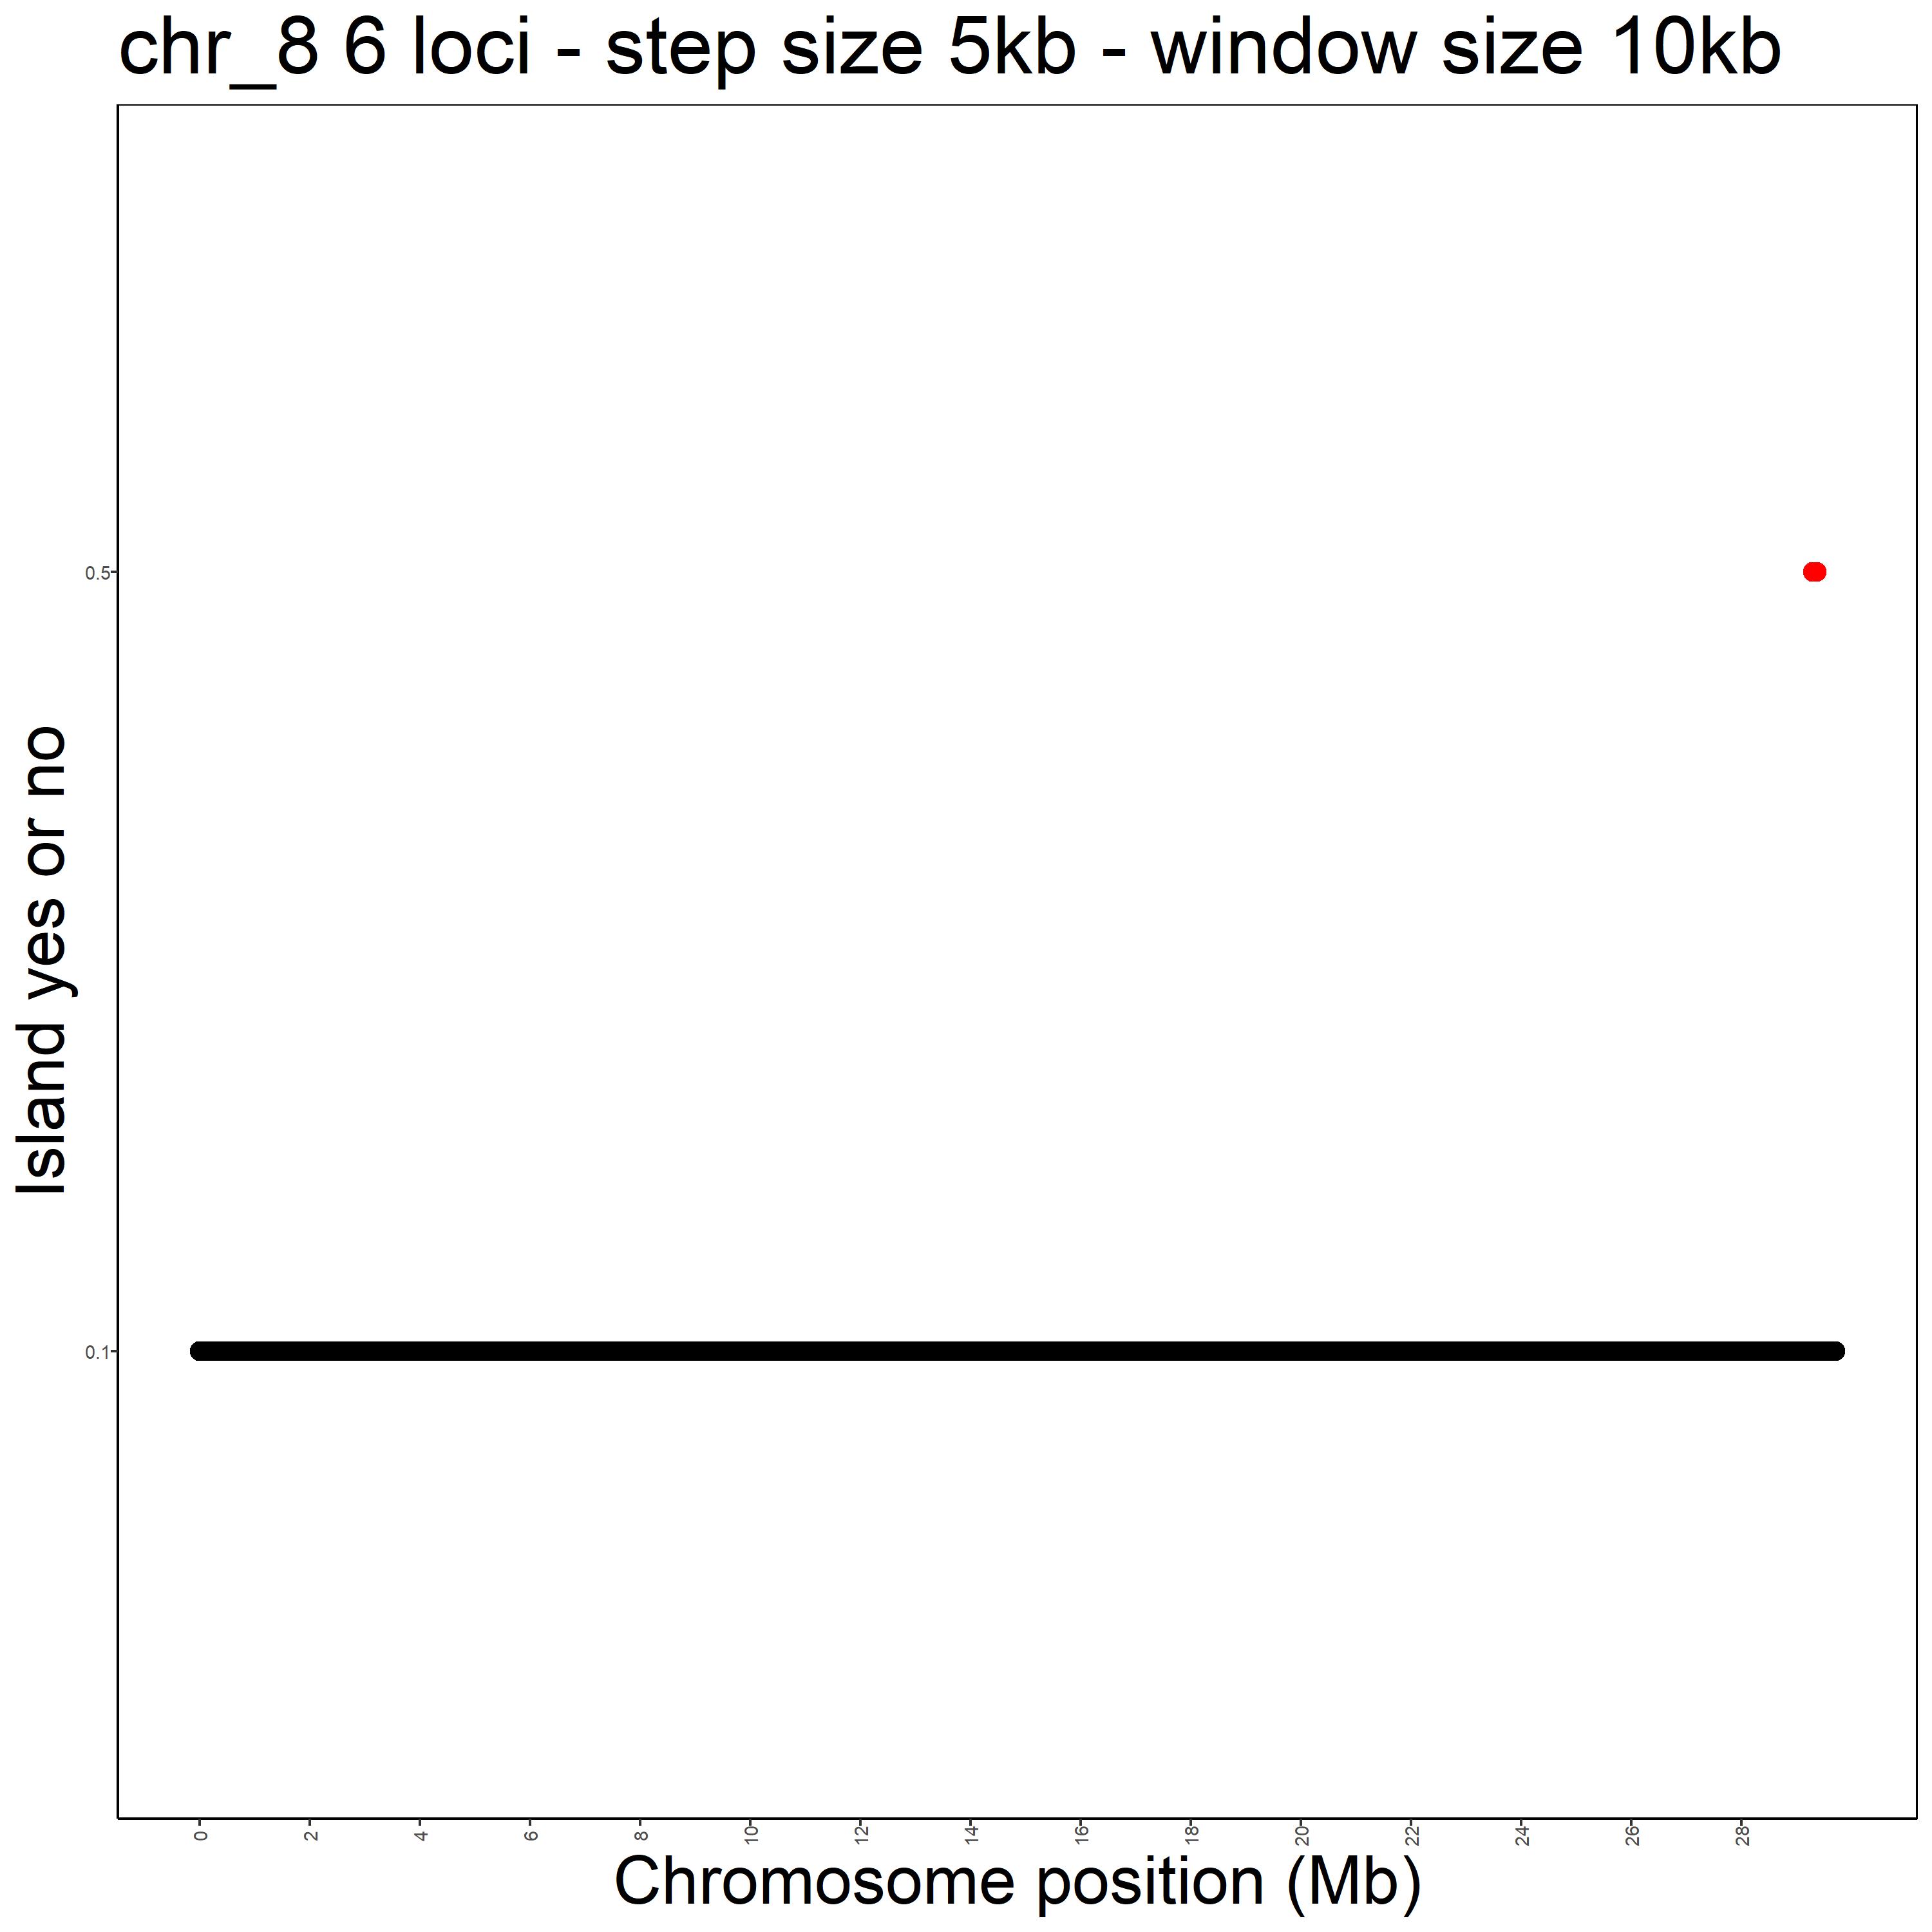 chr_8 6 loci - step size 5kb - window size 10kb
Island yes or no
0.5
0.1
0 2 4 6 8 10 12 14 16 18 20 22 24 26 28
Chromosome position (Mb)